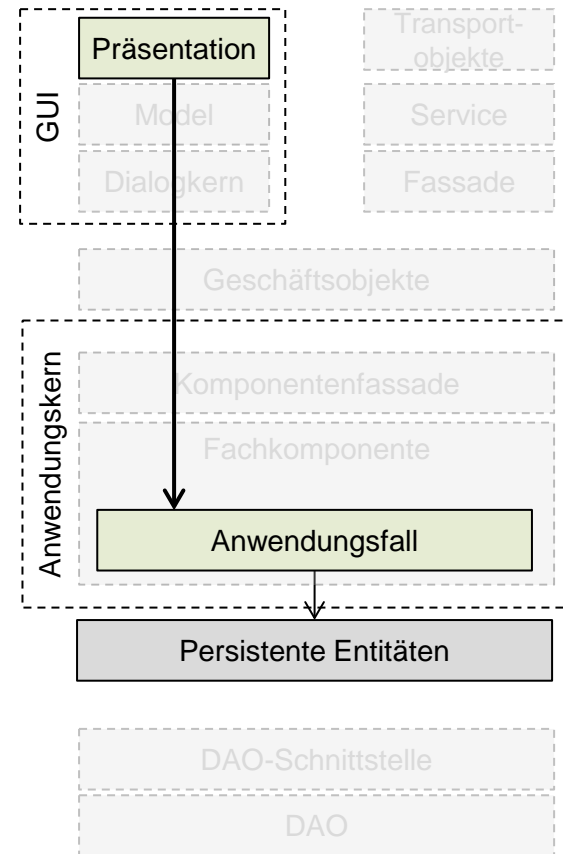 Präsentation
GUI
Model
Dialogkern
Transport-
objekte
Service
Fassade
Geschäftsobjekte
Anwendungskern
Komponentenfassade
Fachkomponente
Anwendungsfall
Persistente Entitäten
DAO-Schnittstelle
DAO